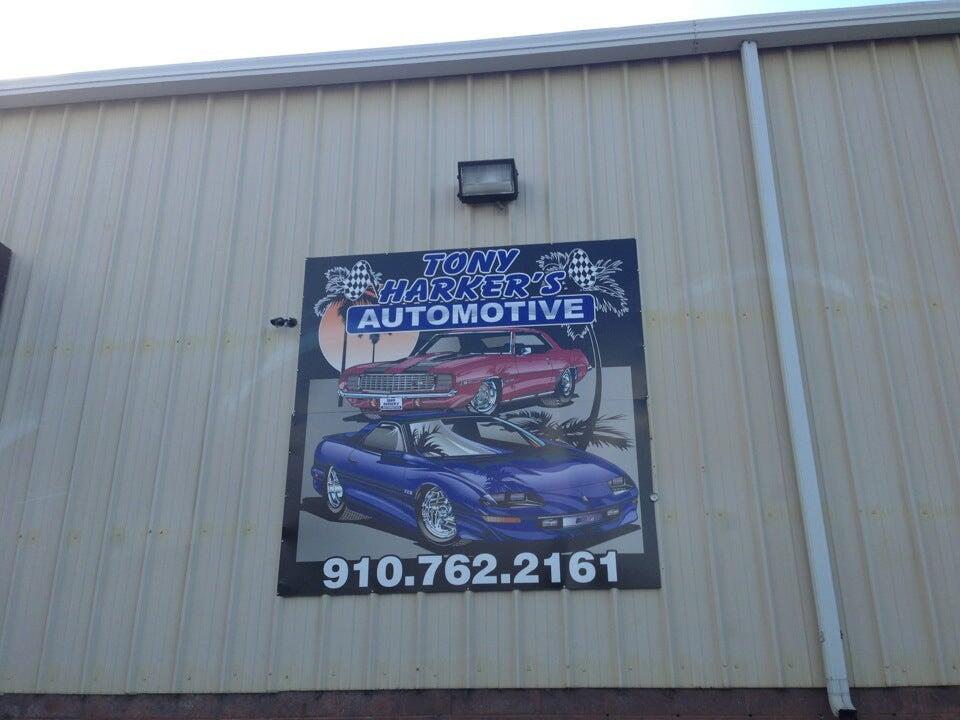 TONY
HARKER'S
AUTOMOTIVE
910.762.2161